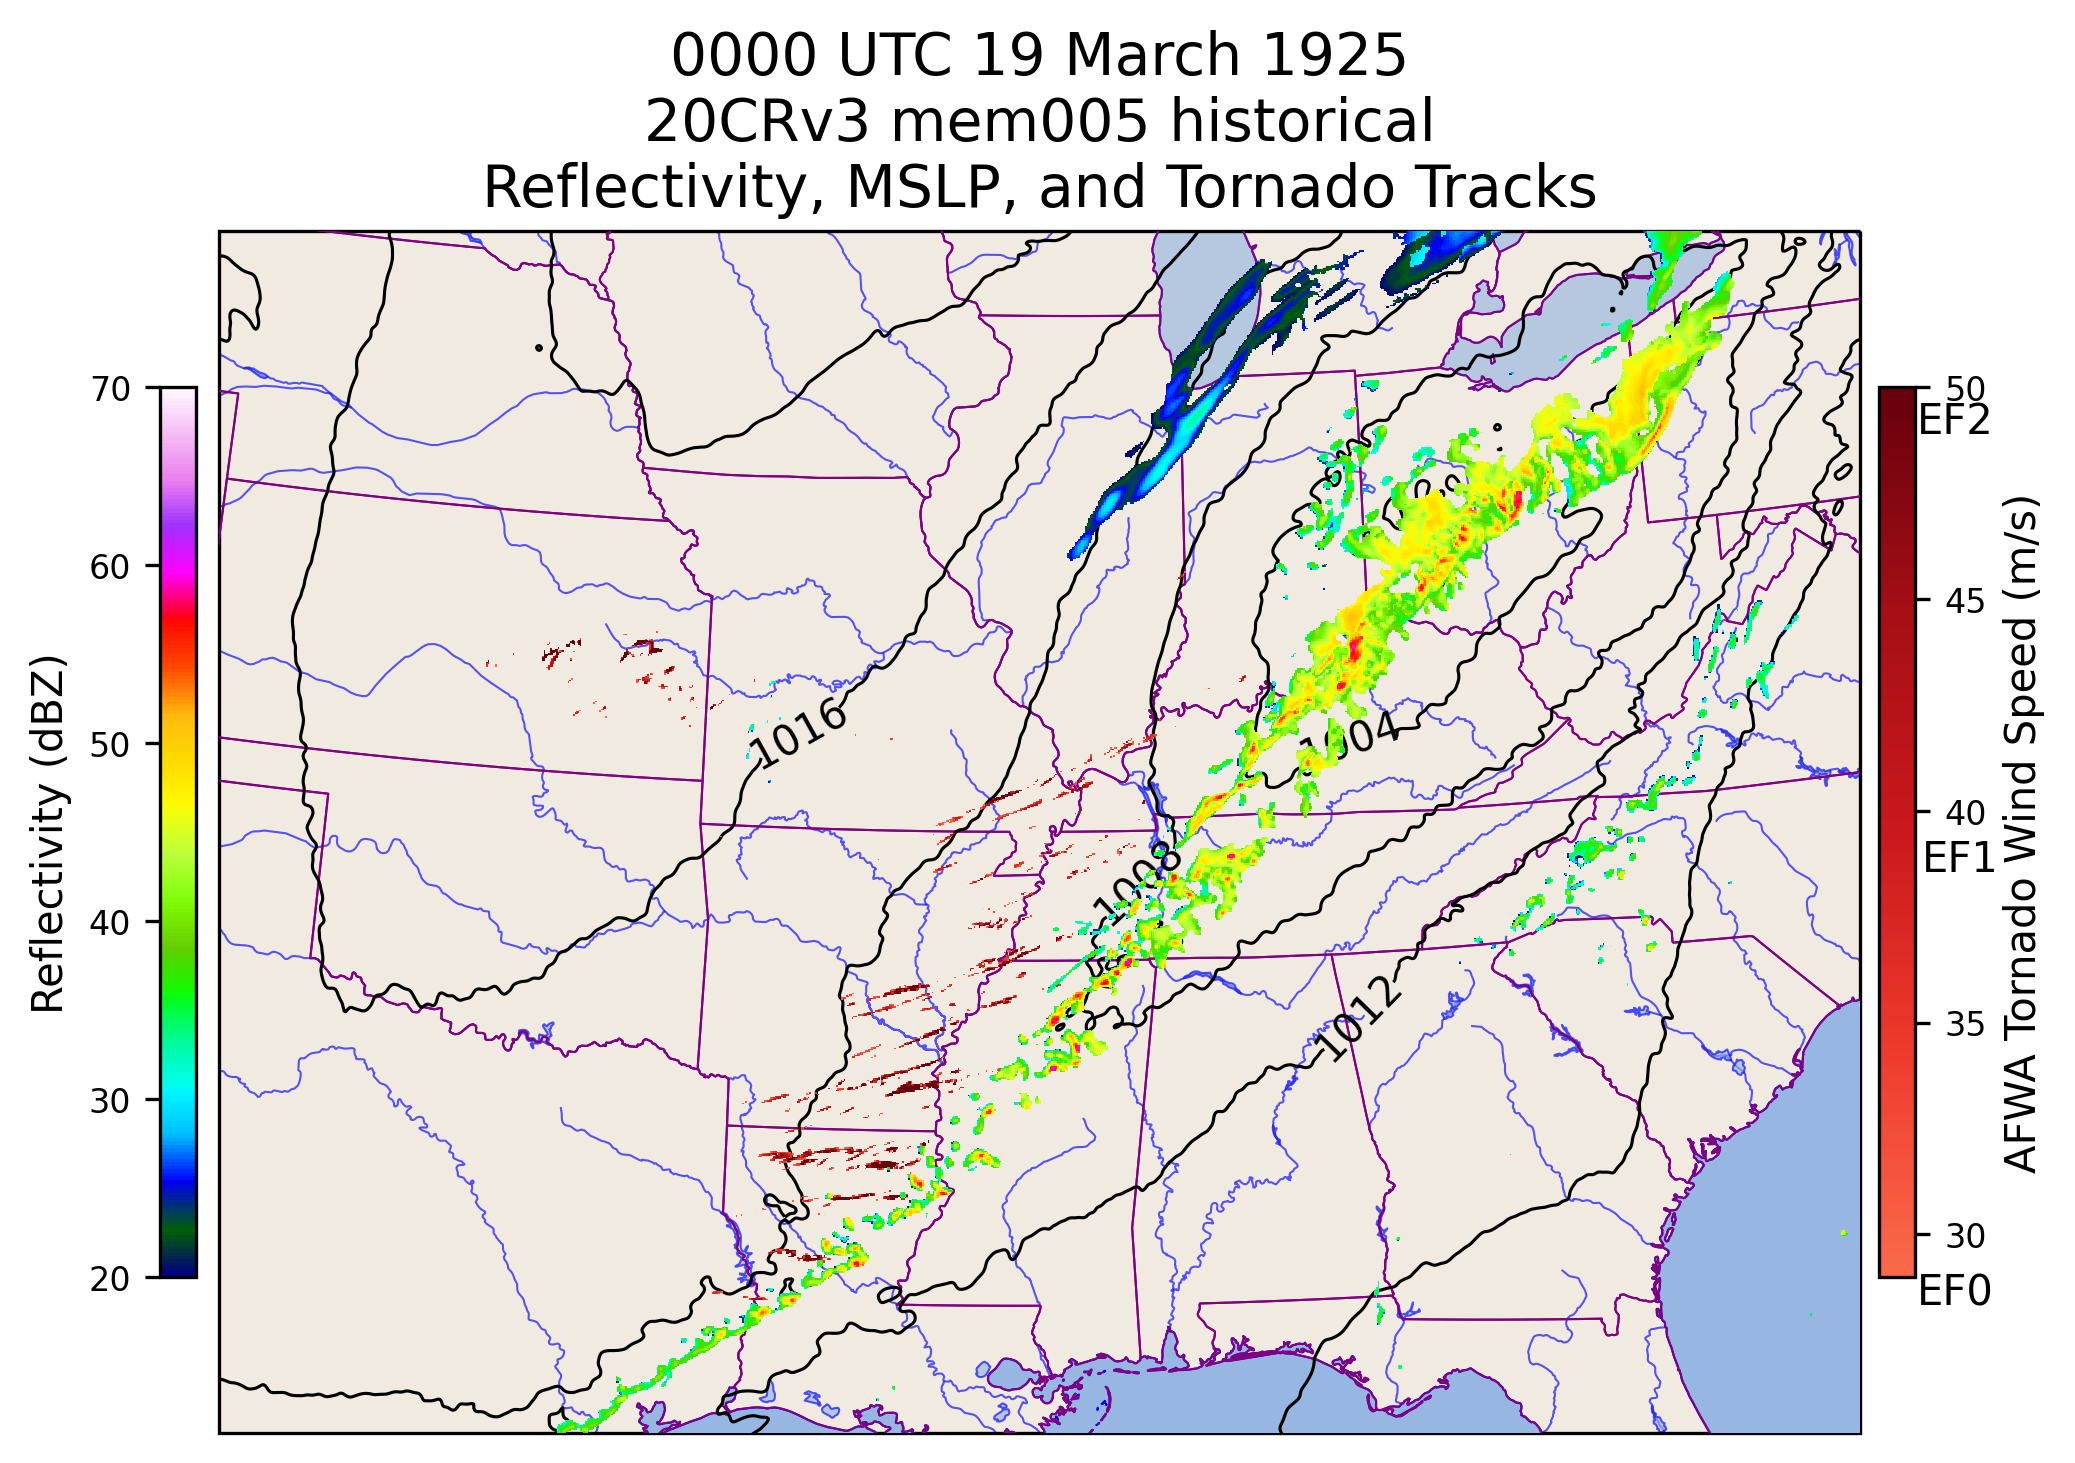 0000 UTC 19 March 1925
20CRv3 mem005 historical
Reflectivity, MSLP, and Tornado Tracks
Reflectivity (dBZ)
70
60
50
40
30
20
1016
1004
1008
1012
50
EF2
45
40
EF1
35
30
EF0
AFWA Tornado Wind Speed (m/s)